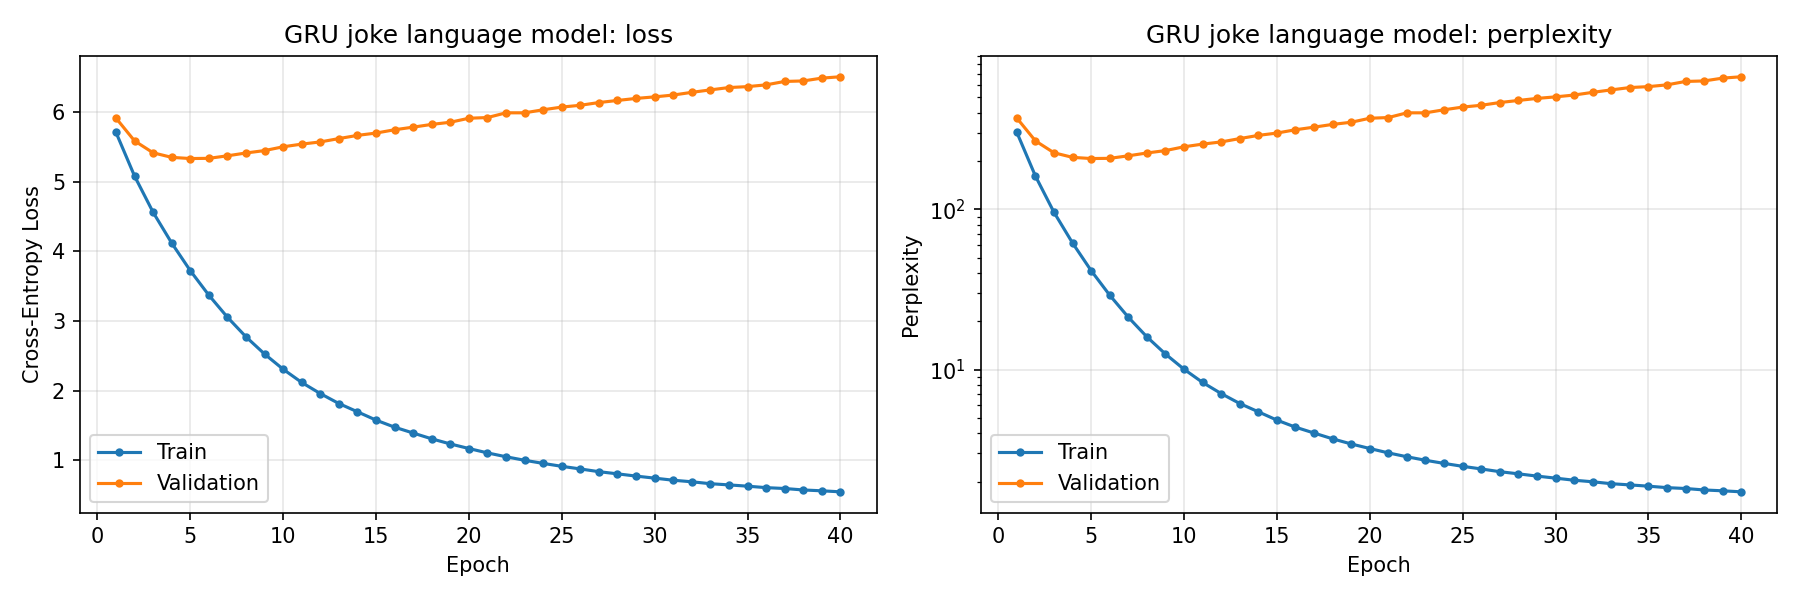 GRU joke language model: loss
Cross-Entropy Loss
6
5
4
3
2
1
Train
Validation
0 5 10 15 20 25 30 35 40
Epoch
GRU joke language model: perplexity
Perplexity
10²
10¹
Train
Validation
0 5 10 15 20 25 30 35 40
Epoch